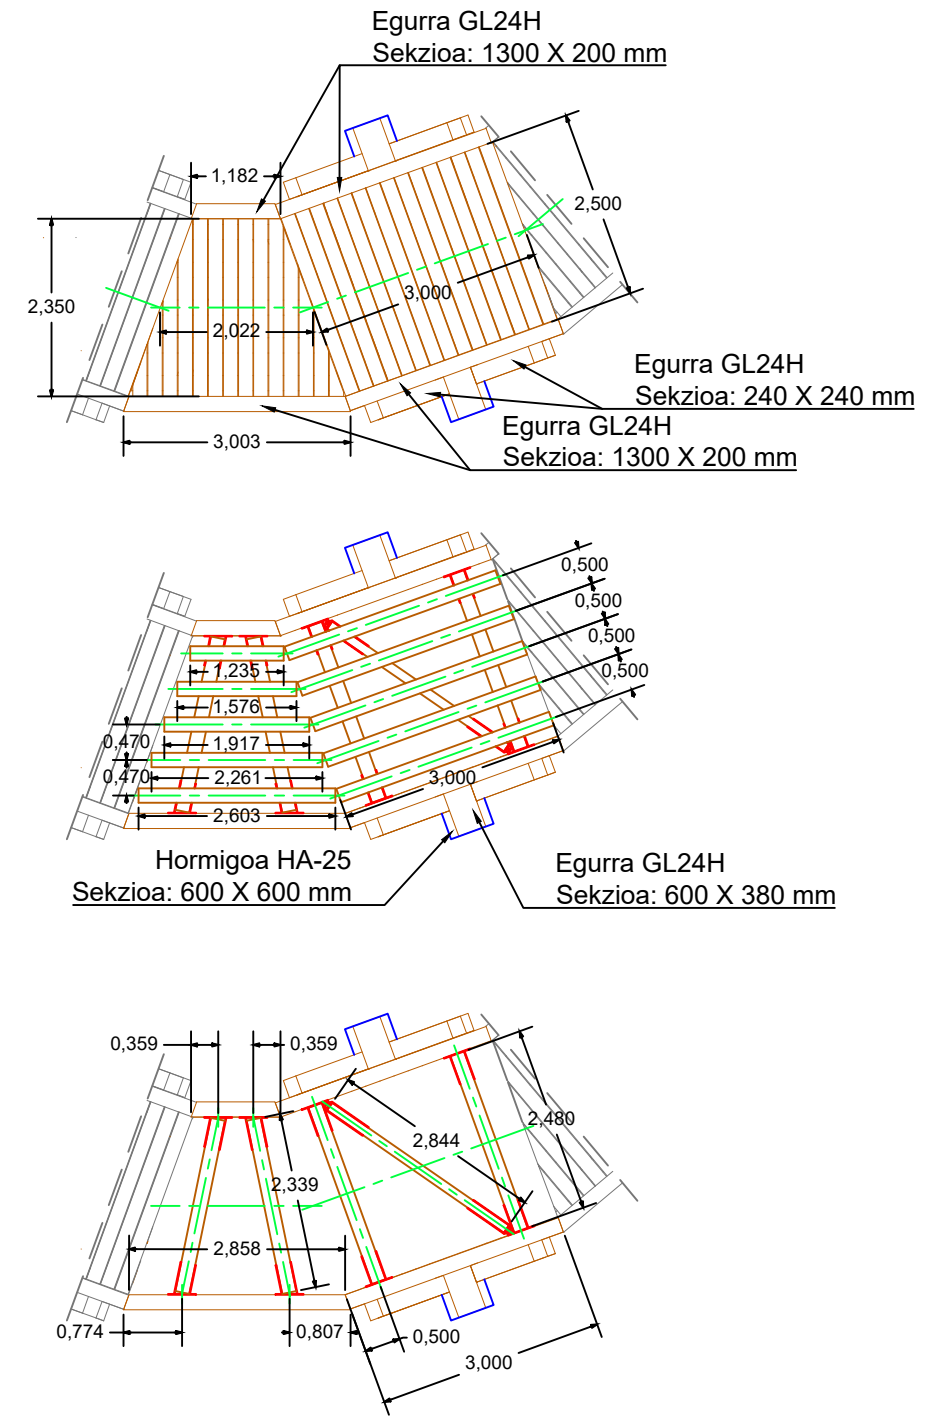 Egurra GL24H
Sekzioa: 1300 X 200 mm
1,182
2,500
2,350
3,000
2,022
Egurra GL24H
Sekzioa: 240 X 240 mm
Egurra GL24H
Sekzioa: 1300 X 200 mm
3,003
0,500
0,500
0,500
0,500
1,235
1,576
0,470
1,917
0,470
2,261
3,000
2,603
Hormigoa HA-25
Sekzioa: 600 X 600 mm
Egurra GL24H
Sekzioa: 600 X 380 mm
0,359
0,359
2,480
2,844
2,339
2,858
0,774
0,807
0,500
3,000